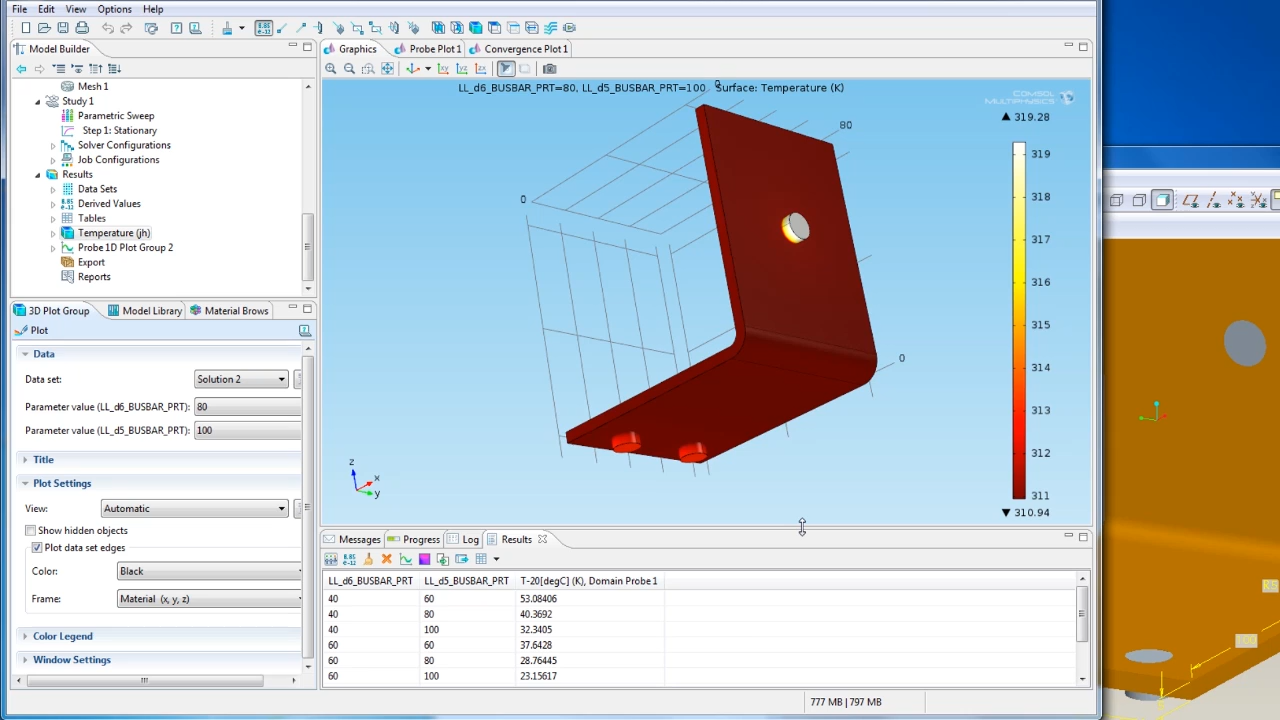 File Edit View Options Help
Model Builder
Graphics Probe Plot 1 Convergence Plot 1
Mesh 1
Study 1
Parametric Sweep
Step 1: Stationary
Solver Configurations
Job Configurations
Results
Data Sets
Derived Values
Tables
Temperature (jh)
Probe 1D Plot Group 2
Export
Reports
3D Plot Group Model Library Material Brows
Plot
Data
Data set: Solution 2
Parameter value (LL_d6_BUSBAR_PRT): 80
Parameter value (LL_d5_BUSBAR_PRT): 100
Title
Plot Settings
View: Automatic
Show hidden objects
Plot data set edges
Color: Black
Frame: Material (x, y, z)
Color Legend
Window Settings
LL_d6_BUSBAR_PRT=80, LL_d5_BUSBAR_PRT=100 Surface: Temperature (K)
COMSOL
MULTIPHYSICS
0
80
0
0
z
x
y
▲ 319.28
319
318
317
316
315
314
313
312
311
▼ 310.94
Messages Progress Log Results
LL_d6_BUSBAR_PRT LL_d5_BUSBAR_PRT T-20[degC] (K), Domain Probe 1
40 60 53.08406
40 80 40.3692
40 100 32.3405
60 60 37.6428
60 80 28.76445
60 100 23.15617
777 MB | 797 MB